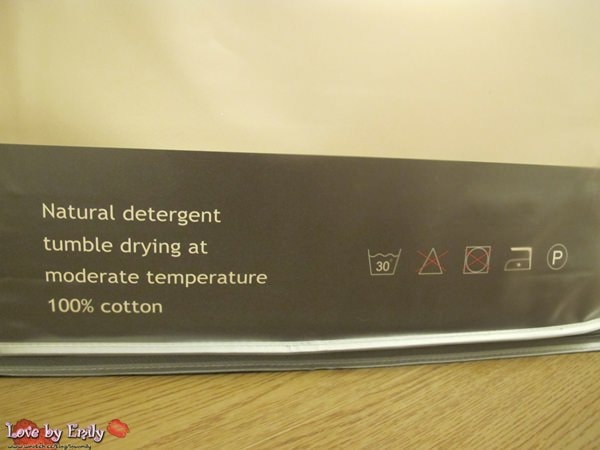 Natural detergent
tumble drying at
moderate temperature
100% cotton
30
P
Love by Emily